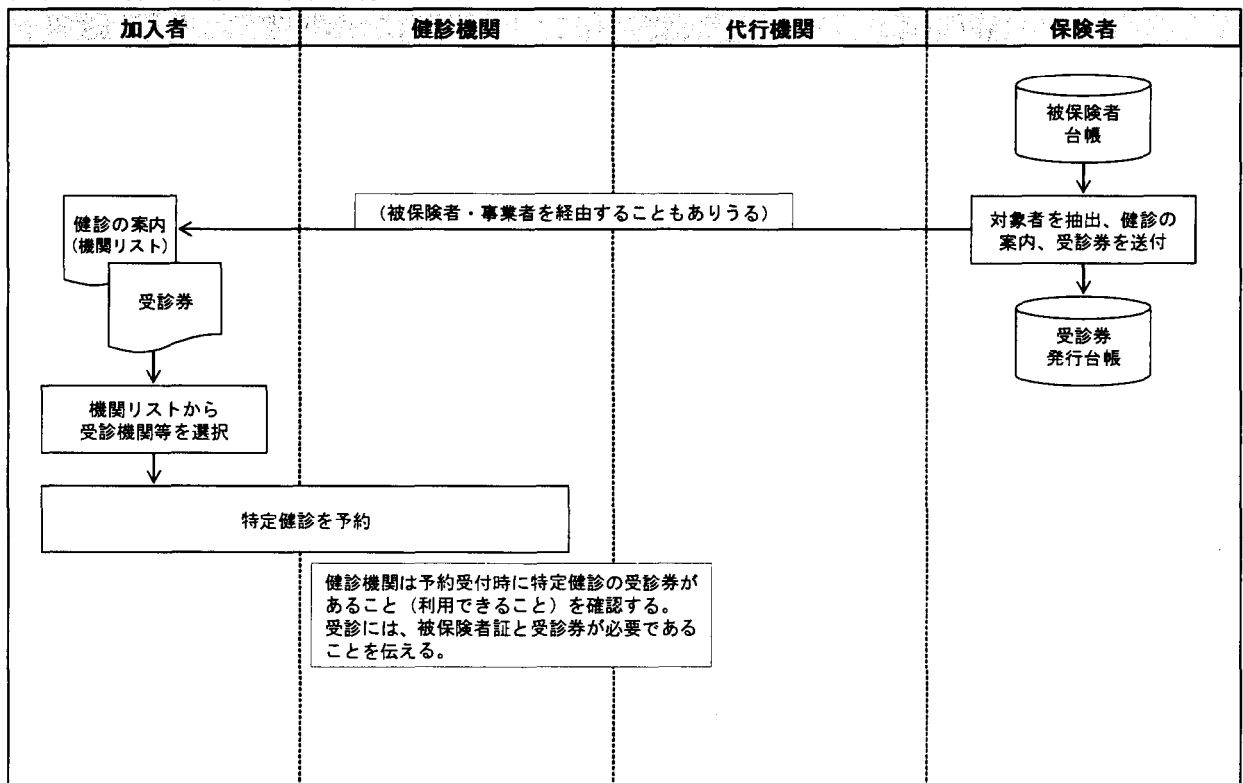 加入者
健診機関
代行機関
保険者
被保険者
台帳
(被保険者・事業者を経由することもありうる)
対象者を抽出、健診の
案内、受診券を送付
健診の案内
(機関リスト)
受診券
受診券
発行台帳
機関リストから
受診機関等を選択
特定健診を予約
健診機関は予約受付時に特定健診の受診券が
あること（利用できること）を確認する。
受診には、被保険者証と受診券が必要である
ことを伝える。